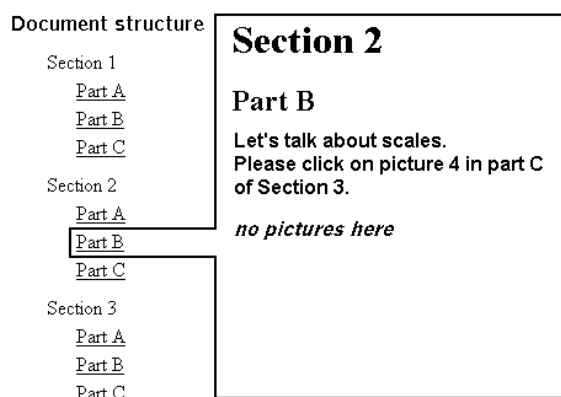 Document structure
Section 1
Part A
Part B
Part C
Section 2
Part A
Part B
Part C
Section 3
Part A
Part B
Part C
Section 2
Part B
Let's talk about scales.
Please click on picture 4 in part C
of Section 3.
no pictures here